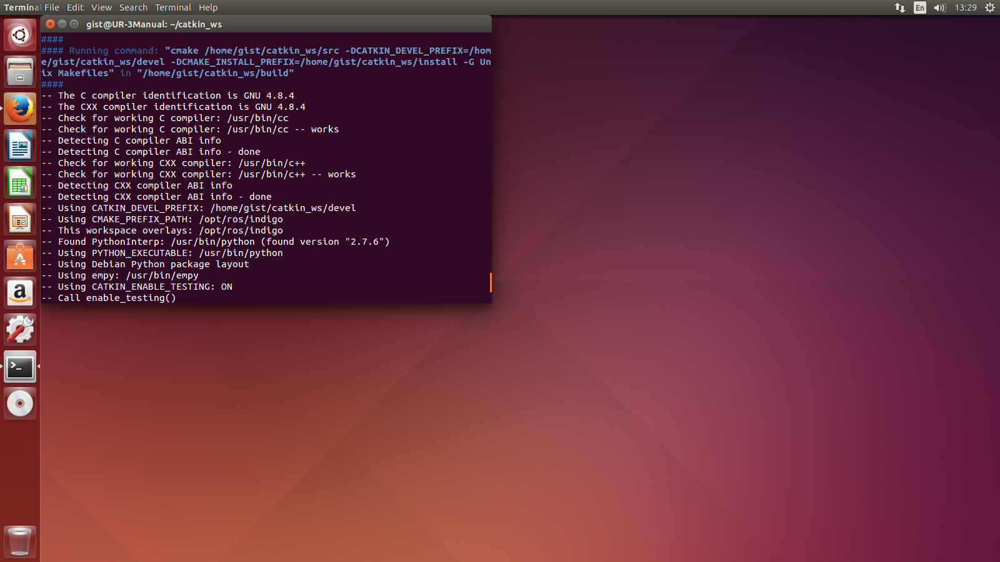 Terminal File Edit View Search Terminal Help En 13:29
gist@UR-3Manual: ~/catkin_ws
####
#### Running command: "cmake /home/gist/catkin_ws/src -DCATKIN_DEVEL_PREFIX=/hom
e/gist/catkin_ws/devel -DCMAKE_INSTALL_PREFIX=/home/gist/catkin_ws/install -G Un
ix Makefiles" in "/home/gist/catkin_ws/build"
####
-- The C compiler identification is GNU 4.8.4
-- The CXX compiler identification is GNU 4.8.4
-- Check for working C compiler: /usr/bin/cc
-- Check for working C compiler: /usr/bin/cc -- works
-- Detecting C compiler ABI info
-- Detecting C compiler ABI info - done
-- Check for working CXX compiler: /usr/bin/c++
-- Check for working CXX compiler: /usr/bin/c++ -- works
-- Detecting CXX compiler ABI info
-- Detecting CXX compiler ABI info - done
-- Using CATKIN_DEVEL_PREFIX: /home/gist/catkin_ws/devel
-- Using CMAKE_PREFIX_PATH: /opt/ros/indigo
-- This workspace overlays: /opt/ros/indigo
-- Found PythonInterp: /usr/bin/python (found version "2.7.6")
-- Using PYTHON_EXECUTABLE: /usr/bin/python
-- Using Debian Python package layout
-- Using empy: /usr/bin/empy
-- Using CATKIN_ENABLE_TESTING: ON
-- Call enable_testing()